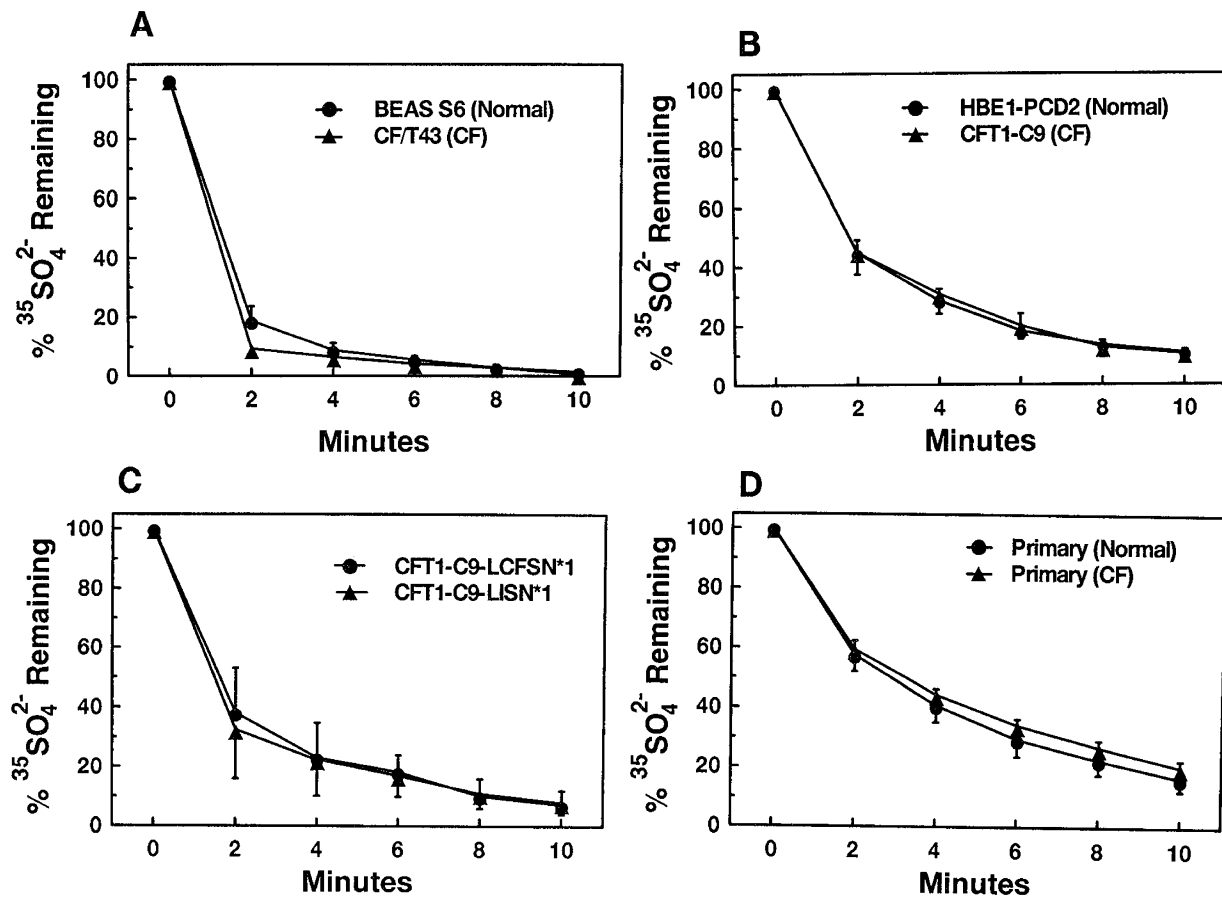 A
% ³⁵SO₄²⁻ Remaining
100
80
60
40
20
0
BEAS S6 (Normal)
CF/T43 (CF)
0 2 4 6 8 10
Minutes
B
% ³⁵SO₄²⁻ Remaining
100
80
60
40
20
0
HBE1-PCD2 (Normal)
CFT1-C9 (CF)
0 2 4 6 8 10
Minutes
C
% ³⁵SO₄²⁻ Remaining
100
80
60
40
20
0
CFT1-C9-LCFSN*1
CFT1-C9-LISN*1
0 2 4 6 8 10
Minutes
D
% ³⁵SO₄²⁻ Remaining
100
80
60
40
20
0
Primary (Normal)
Primary (CF)
0 2 4 6 8 10
Minutes